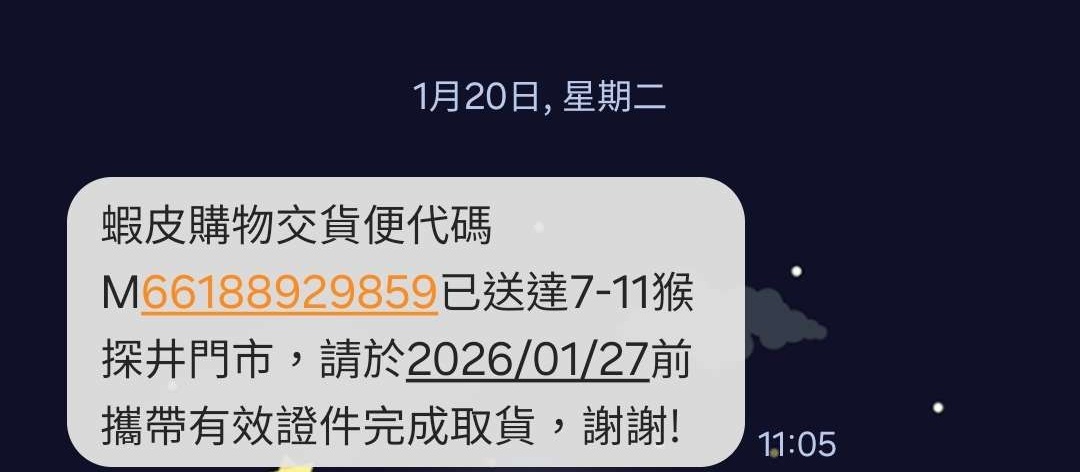 1月20日, 星期二
蝦皮購物交貨便代碼
M66188929859已送達7-11猴
探井門市，請於2026/01/27前
攜帶有效證件完成取貨，謝謝!
11:05